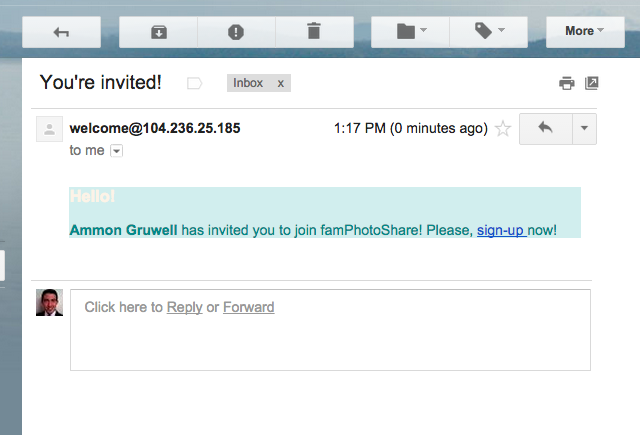 More
You're invited!
Inbox x
welcome@104.236.25.185
1:17 PM (0 minutes ago)
to me
Hello!
Ammon Gruwell has invited you to join famPhotoShare! Please, sign-up now!
Click here to Reply or Forward